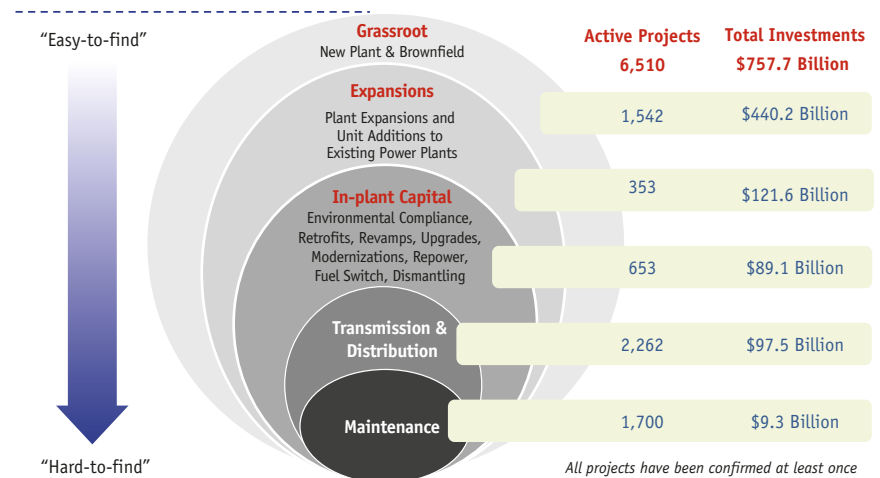 “Easy-to-find”
Grassroot
New Plant & Brownfield
Active Projects
Total Investments
6,510
$757.7 Billion
Expansions
Plant Expansions and
Unit Additions to
Existing Power Plants
1,542
$440.2 Billion
In-plant Capital
Environmental Compliance,
Retrofits, Revamps, Upgrades,
Modernizations, Repower,
Fuel Switch, Dismantling
353
$121.6 Billion
653
$89.1 Billion
Transmission &
Distribution
2,262
$97.5 Billion
Maintenance
1,700
$9.3 Billion
“Hard-to-find”
All projects have been confirmed at least once